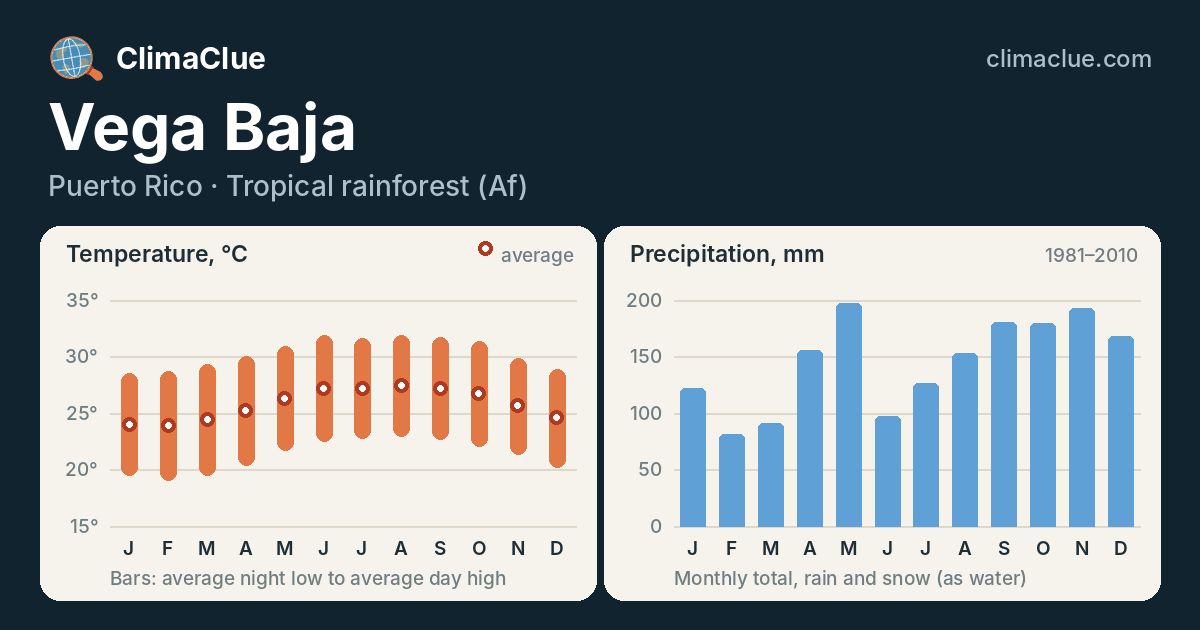 ClimaClue
climaclue.com
Vega Baja
Puerto Rico · Tropical rainforest (Af)
Temperature, °C
average
35°
30°
25°
20°
15°
J F M A M J J A S O N D
Bars: average night low to average day high
Precipitation, mm
1981–2010
200
150
100
50
0
J F M A M J J A S O N D
Monthly total, rain and snow (as water)